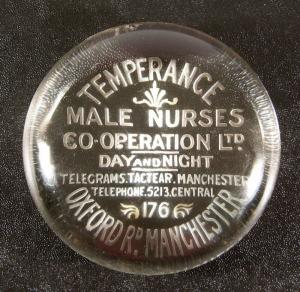 TEMPERANCE
MALE NURSES
CO-OPERATION LTD.
DAY AND NIGHT
TELEGRAMS. TACTEAR. MANCHESTER
TELEPHONE. 5213. CENTRAL
176
OXFORD RD. MANCHESTER